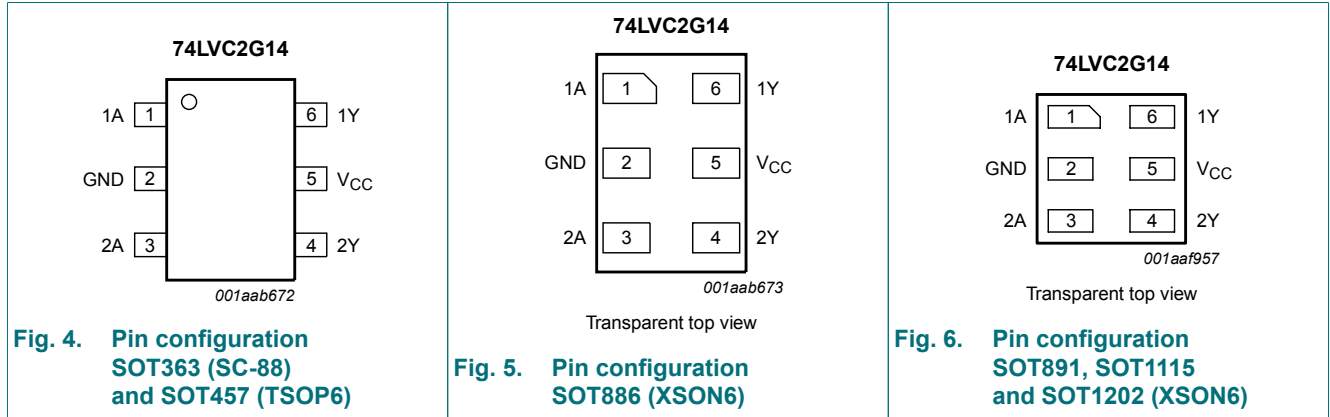 74LVC2G14
1A 1 6 1Y
GND 2 5 VCC
2A 3 4 2Y
001aab672
Fig. 4. Pin configuration
SOT363 (SC-88)
and SOT457 (TSOP6)
74LVC2G14
1A 1 6 1Y
GND 2 5 VCC
2A 3 4 2Y
001aab673
Transparent top view
Fig. 5. Pin configuration
SOT886 (XSON6)
74LVC2G14
1A 1 6 1Y
GND 2 5 VCC
2A 3 4 2Y
001aaf957
Transparent top view
Fig. 6. Pin configuration
SOT891, SOT1115
and SOT1202 (XSON6)